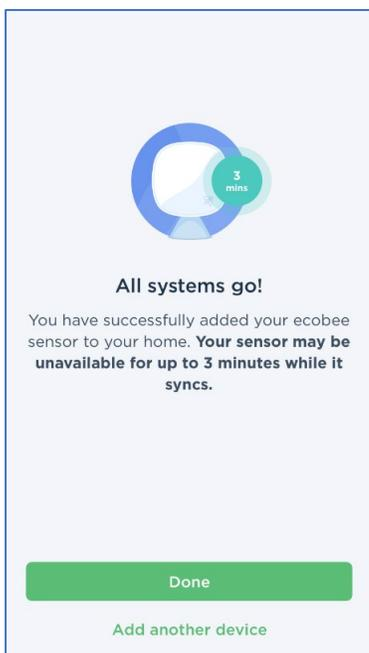 3
mins
All systems go!
You have successfully added your ecobee
sensor to your home. Your sensor may be
unavailable for up to 3 minutes while it
syncs.
Done
Add another device